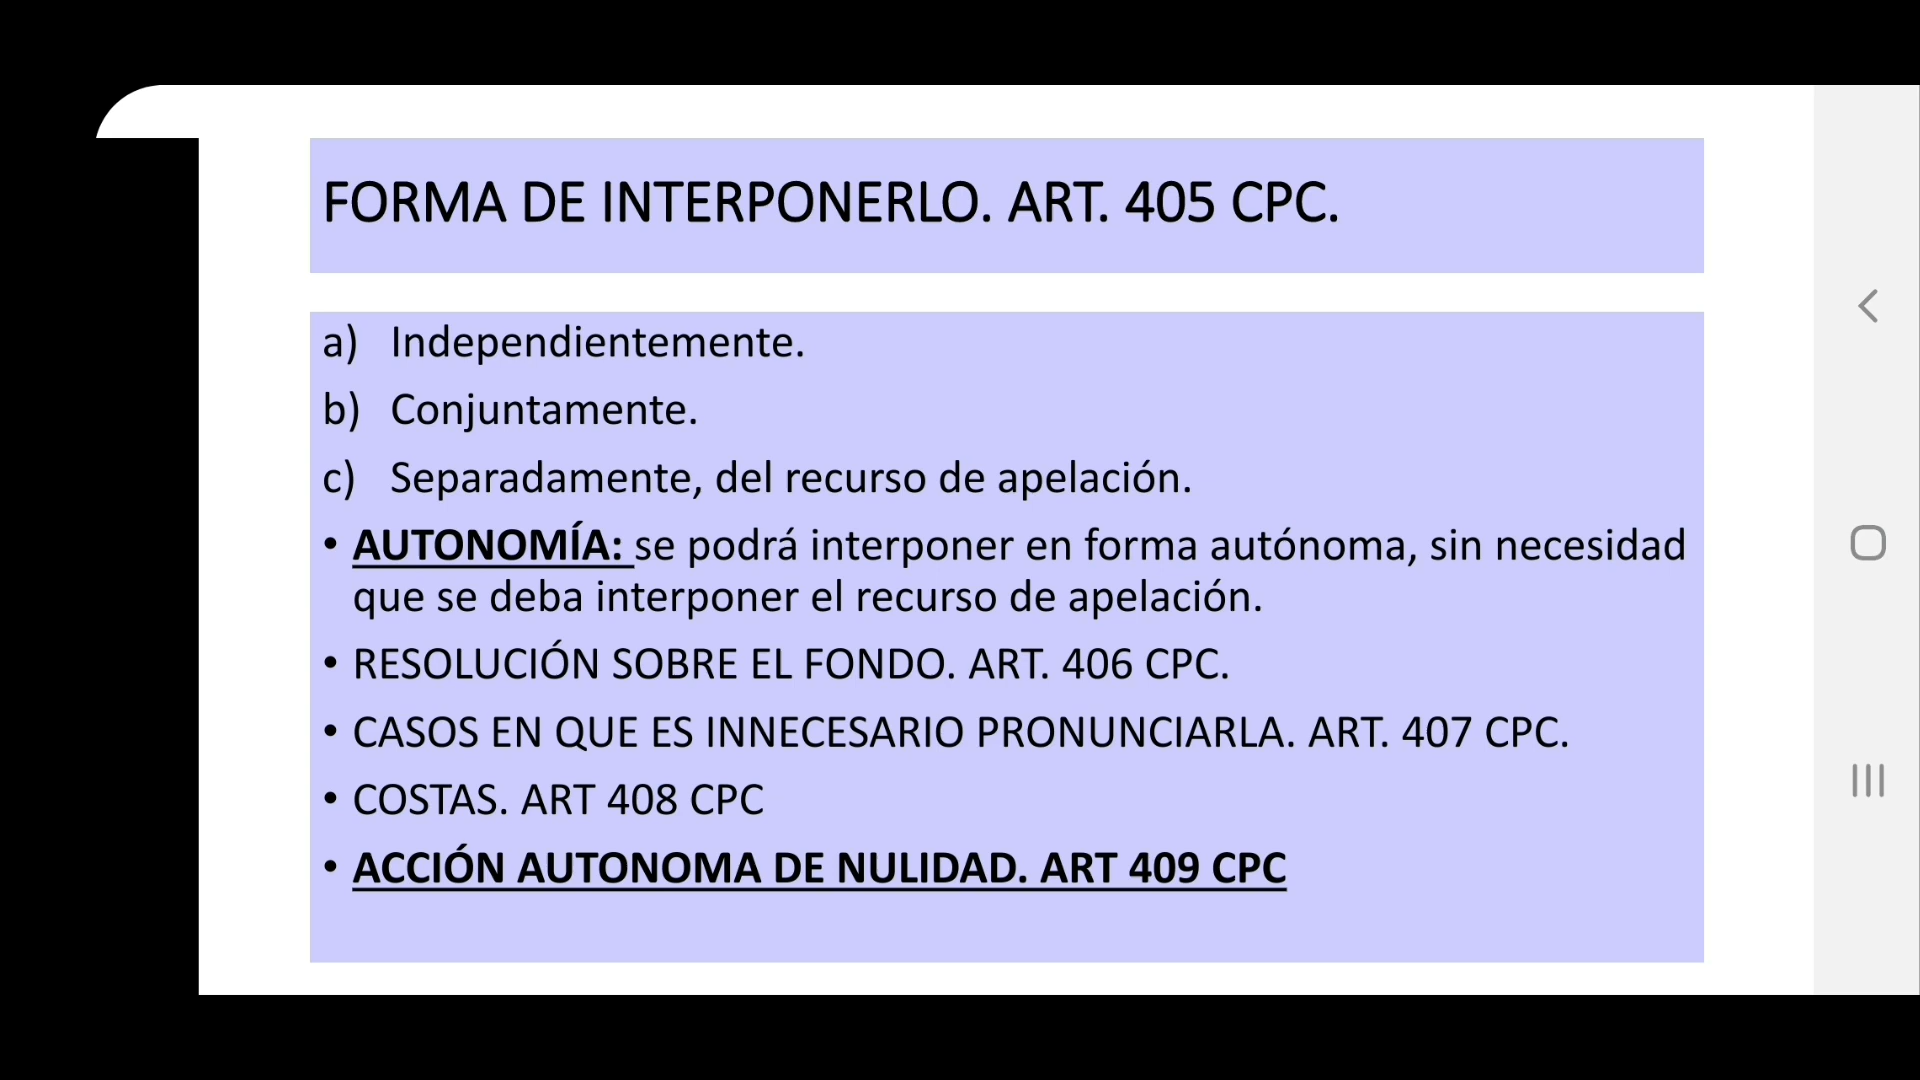 FORMA DE INTERPONERLO. ART. 405 CPC.
a) Independientemente.
b) Conjuntamente.
c) Separadamente, del recurso de apelación.
• AUTONOMÍA: se podrá interponer en forma autónoma, sin necesidad
que se deba interponer el recurso de apelación.
• RESOLUCIÓN SOBRE EL FONDO. ART. 406 CPC.
• CASOS EN QUE ES INNECESARIO PRONUNCIARLA. ART. 407 CPC.
• COSTAS. ART 408 CPC
• ACCIÓN AUTONOMA DE NULIDAD. ART 409 CPC